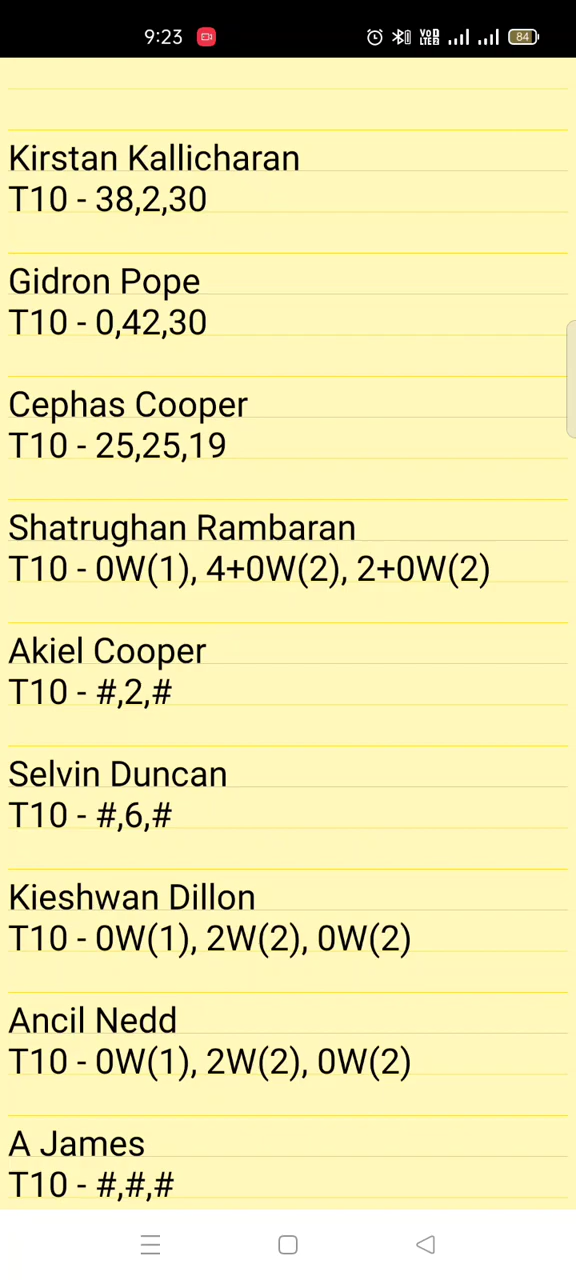 9:23
VoD LTE2
84
Kirstan Kallicharan
T10 - 38,2,30
Gidron Pope
T10 - 0,42,30
Cephas Cooper
T10 - 25,25,19
Shatrughan Rambaran
T10 - 0W(1), 4+0W(2), 2+0W(2)
Akiel Cooper
T10 - #,2,#
Selvin Duncan
T10 - #,6,#
Kieshwan Dillon
T10 - 0W(1), 2W(2), 0W(2)
Ancil Nedd
T10 - 0W(1), 2W(2), 0W(2)
A James
T10 - #,#,#